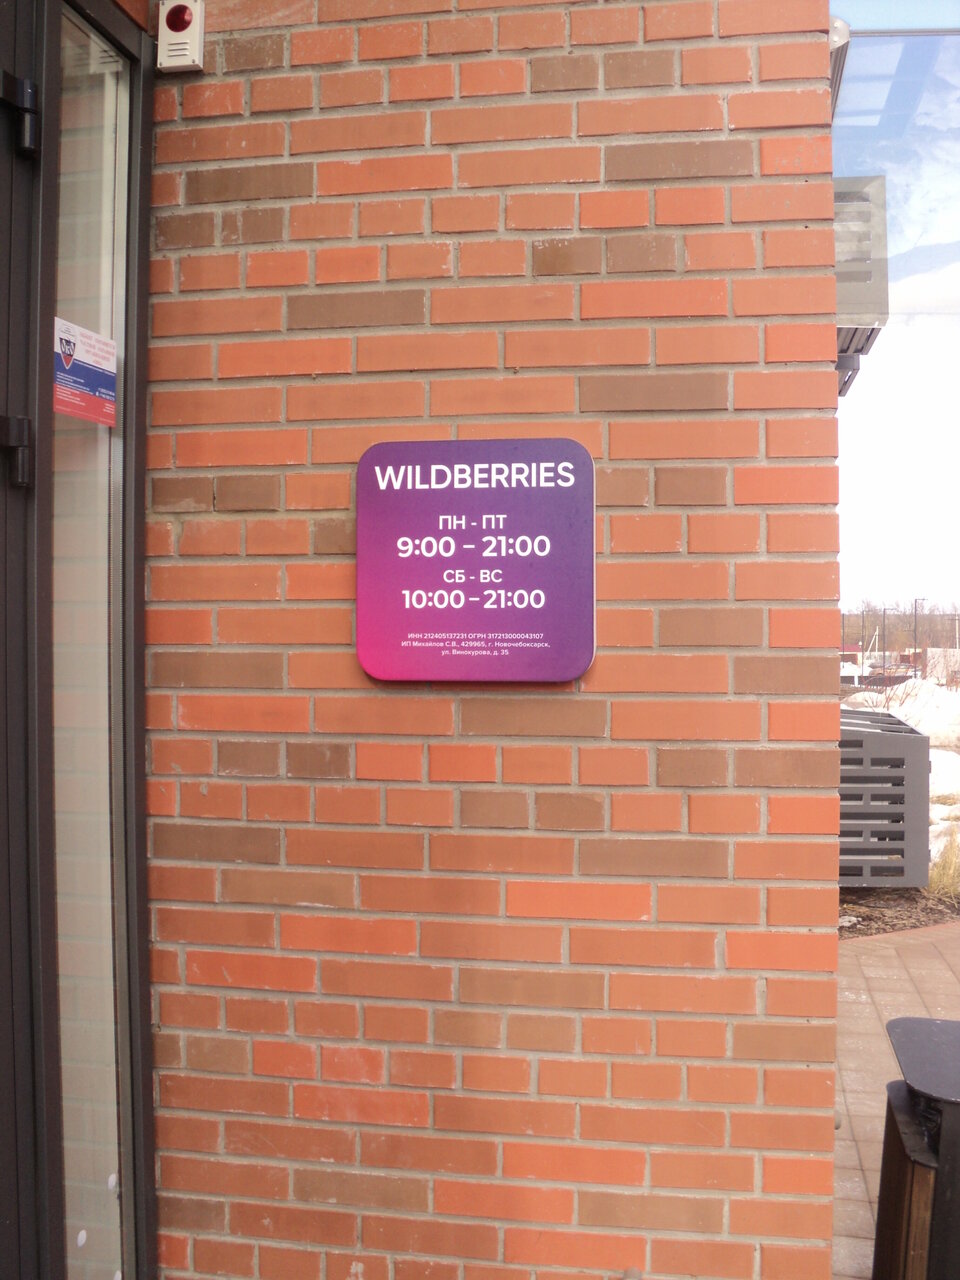 WILDBERRIES
ПН - ПТ
9:00 - 21:00
СБ - ВС
10:00 - 21:00
ИНН 212405137231 ОГРН 317213000043107
ИП Михайлов С.В., 429965, г. Новочебоксарск,
ул. Винокурова, д. 35